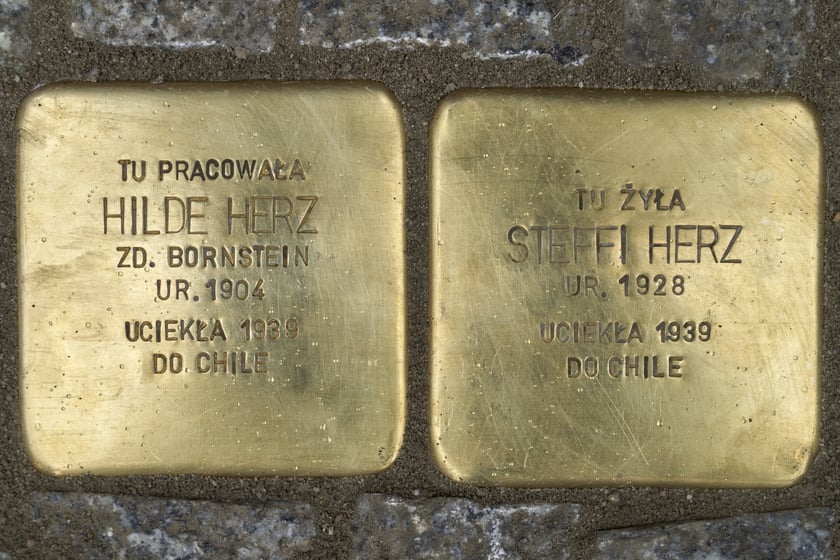 TU PRACOWAŁA
HILDE HERZ
ZD. BORNSTEIN
UR. 1904
UCIEKŁA 1939
DO CHILE
TU ŻYŁA
STEFFI HERZ
UR. 1928
UCIEKŁA 1939
DO CHILE